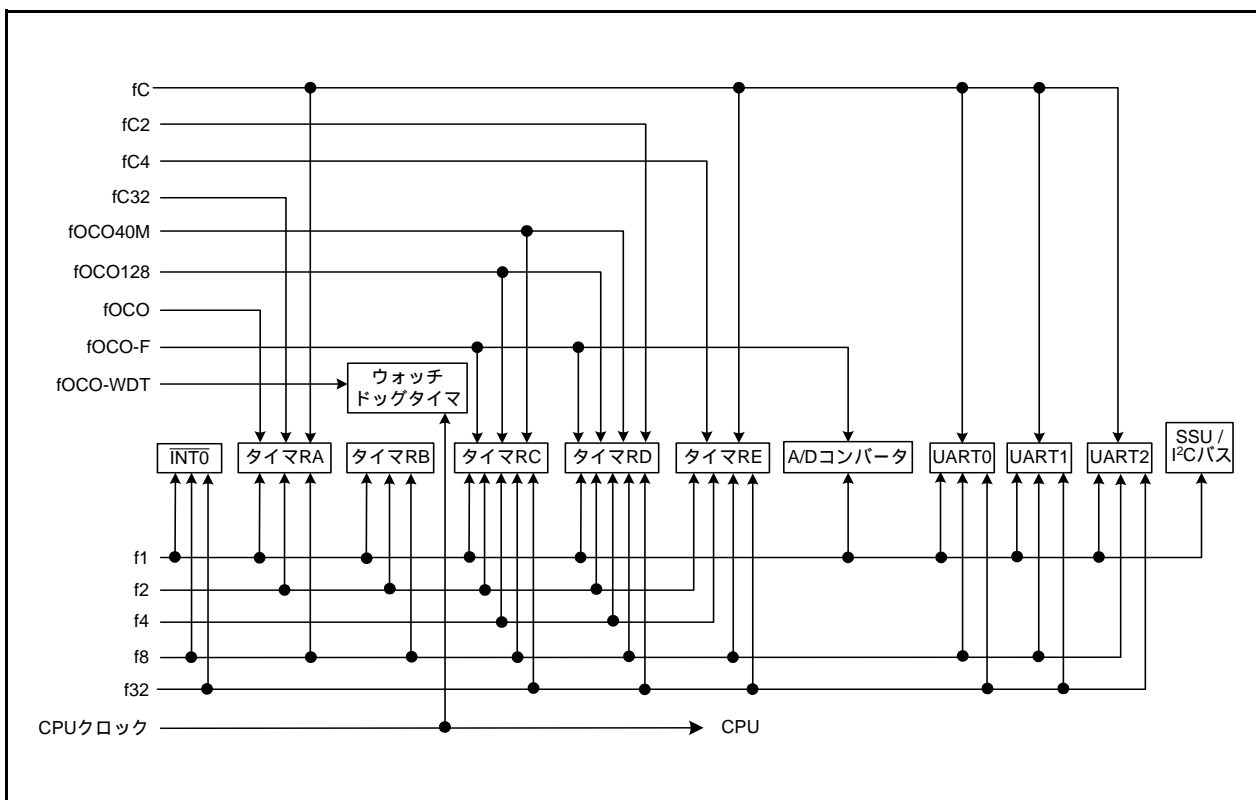 fC
fC2
fC4
fC32
fOCO40M
fOCO128
fOCO
fOCO-F
fOCO-WDT
ウォッチ
ドッグタイマ
INT0
タイマRA
タイマRB
タイマRC
タイマRD
タイマRE
A/Dコンバータ
UART0
UART1
UART2
SSU /
I²Cバス
f1
f2
f4
f8
f32
CPUクロック
CPU